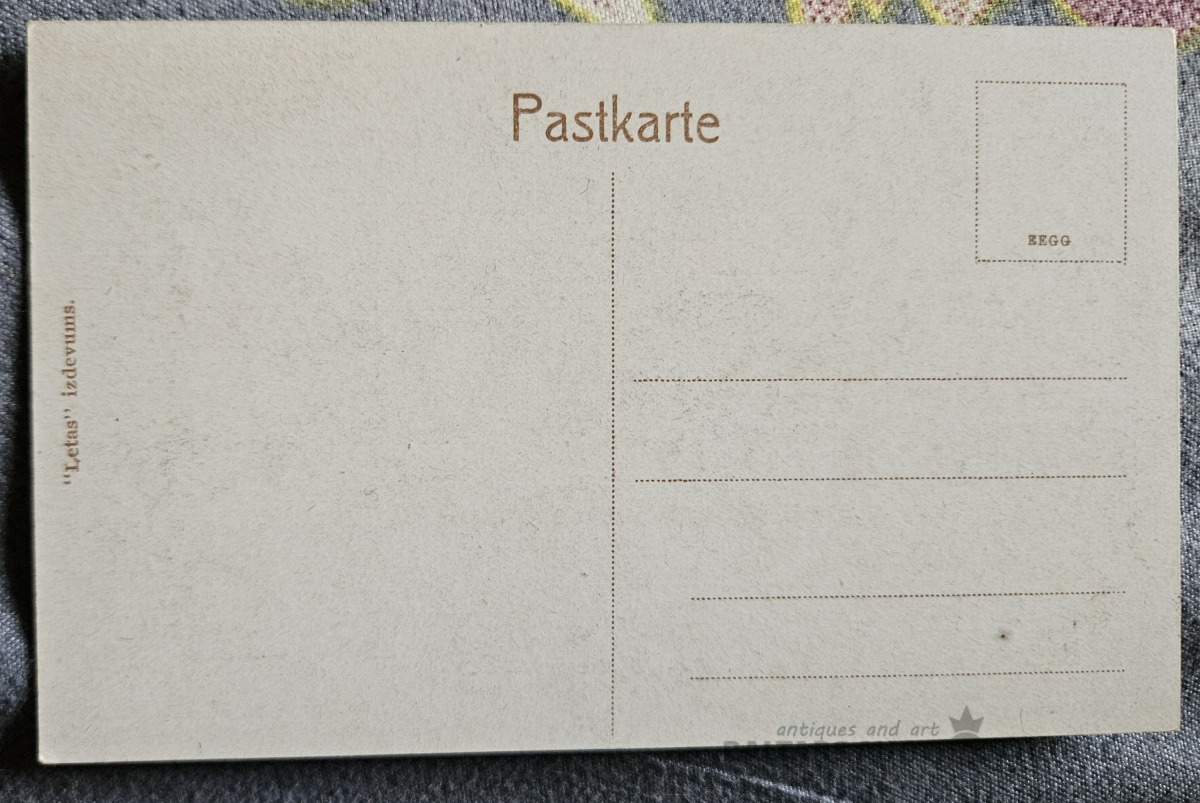 Pastkarte
EEGG
"Letas" izdevums.
antiques and art